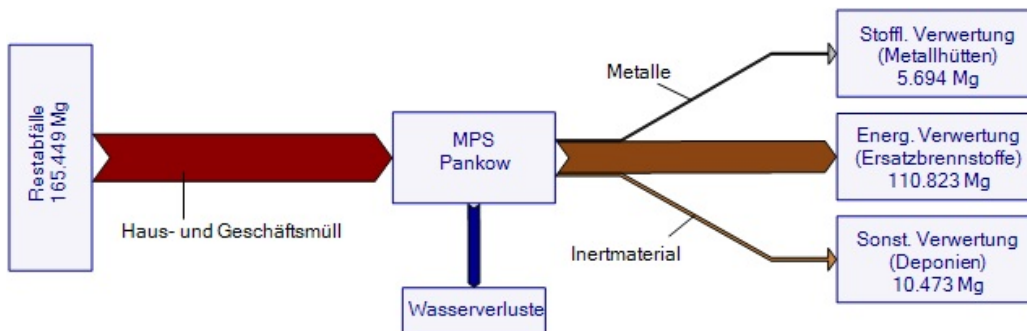 Restabfälle
165.449 Mg
Haus- und Geschäftsmüll
MPS
Pankow
Wasserverluste
Metalle
Inertmaterial
Stoffl. Verwertung
(Metallhütten)
5.694 Mg
Energ. Verwertung
(Ersatzbrennstoffe)
110.823 Mg
Sonst. Verwertung
(Deponien)
10.473 Mg